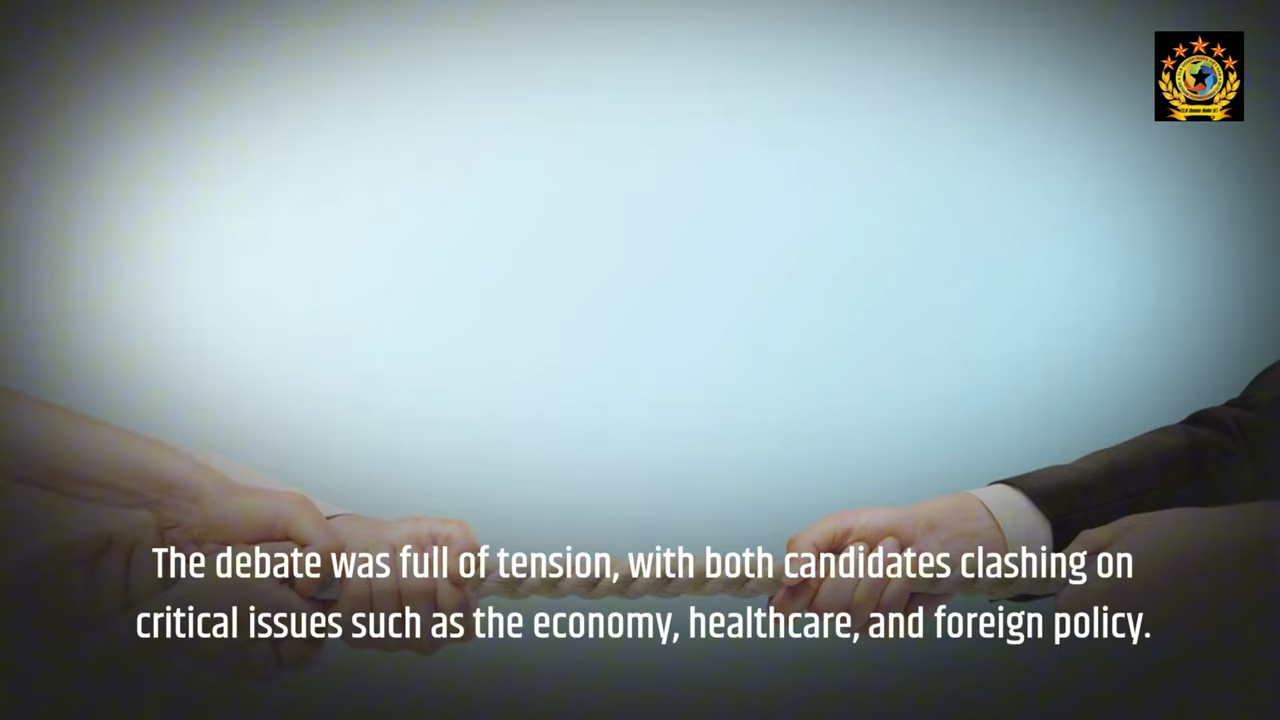 The debate was full of tension, with both candidates clashing on
critical issues such as the economy, healthcare, and foreign policy.